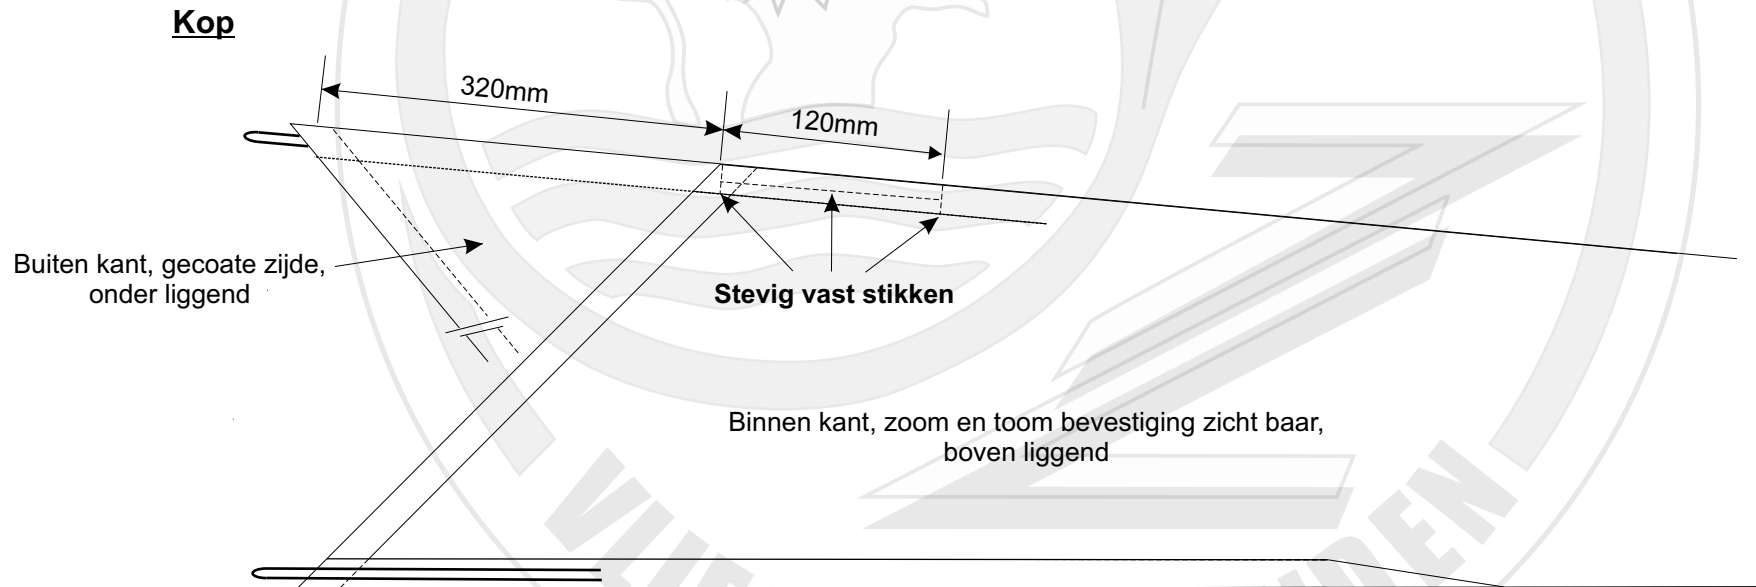 Kop
320mm
120mm
Buiten kant, gecoate zijde,
onder liggend
Stevig vast stikken
Binnen kant, zoom en toom bevestiging zicht baar,
boven liggend